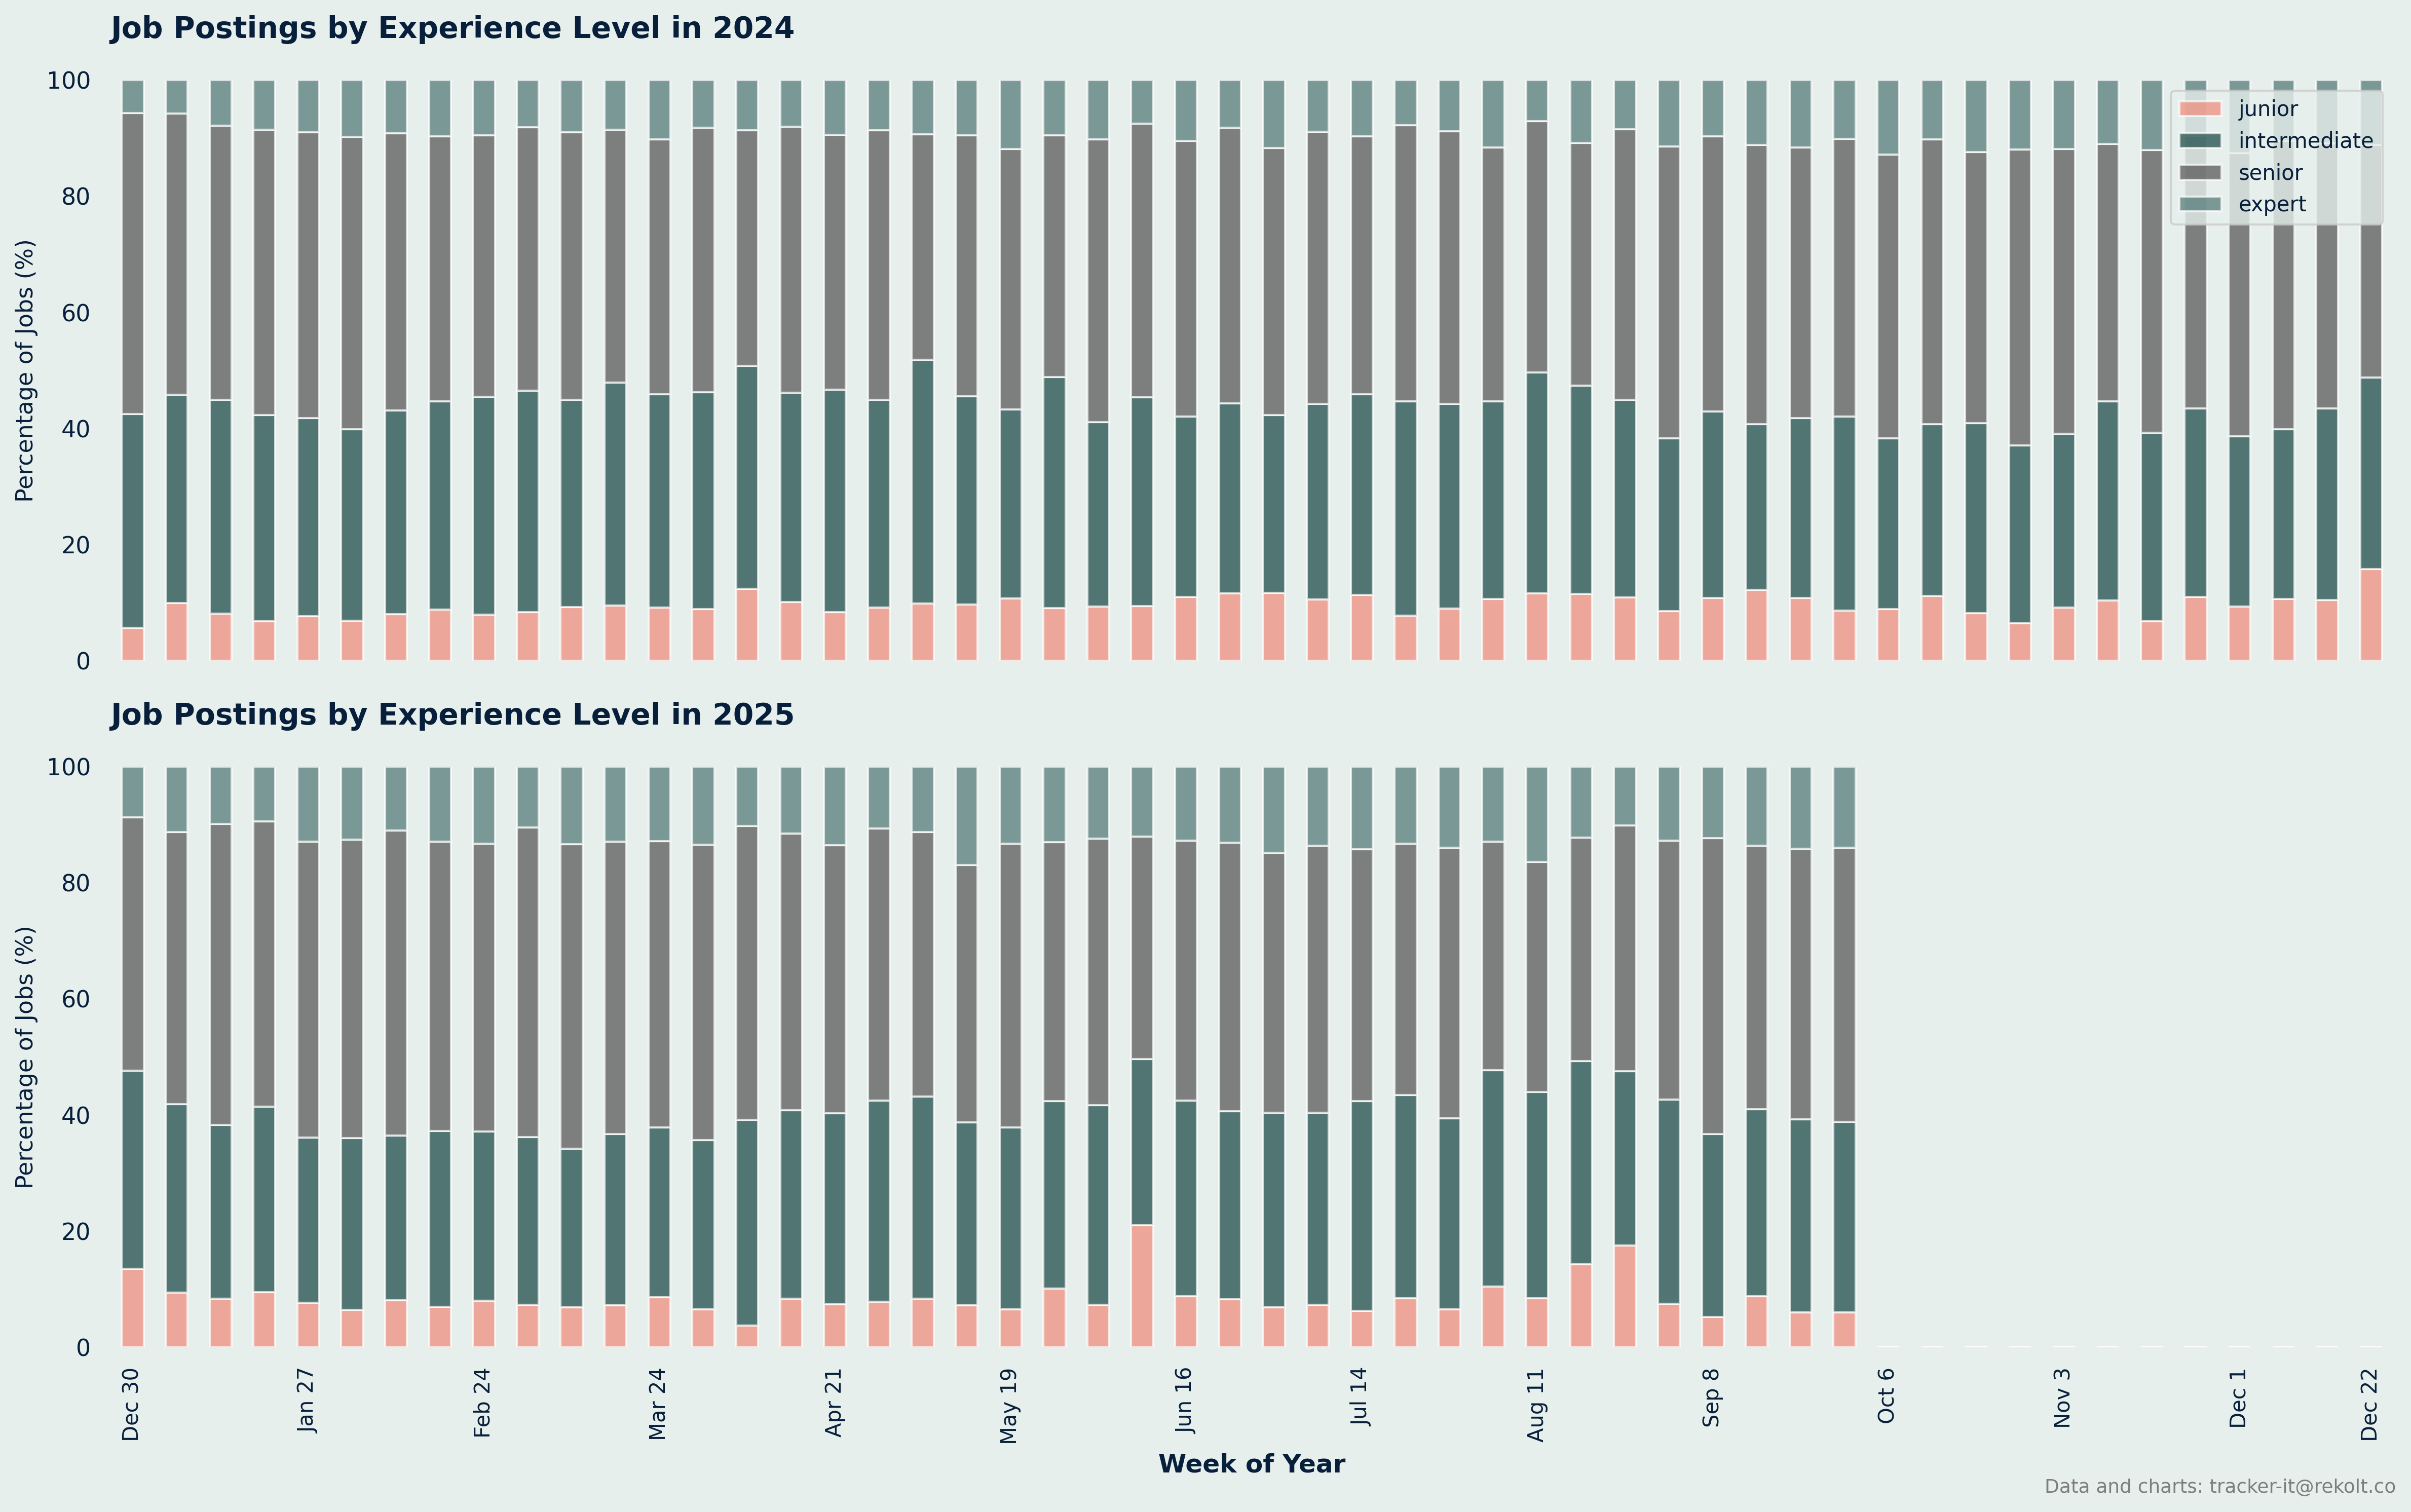 Job Postings by Experience Level in 2024
Percentage of Jobs (%)
100
80
60
40
20
0
junior
intermediate
senior
expert
Job Postings by Experience Level in 2025
Percentage of Jobs (%)
100
80
60
40
20
0
Dec 30
Jan 27
Feb 24
Mar 24
Apr 21
May 19
Jun 16
Jul 14
Aug 11
Sep 8
Oct 6
Nov 3
Dec 1
Dec 22
Week of Year
Data and charts: tracker-it@rekolt.co